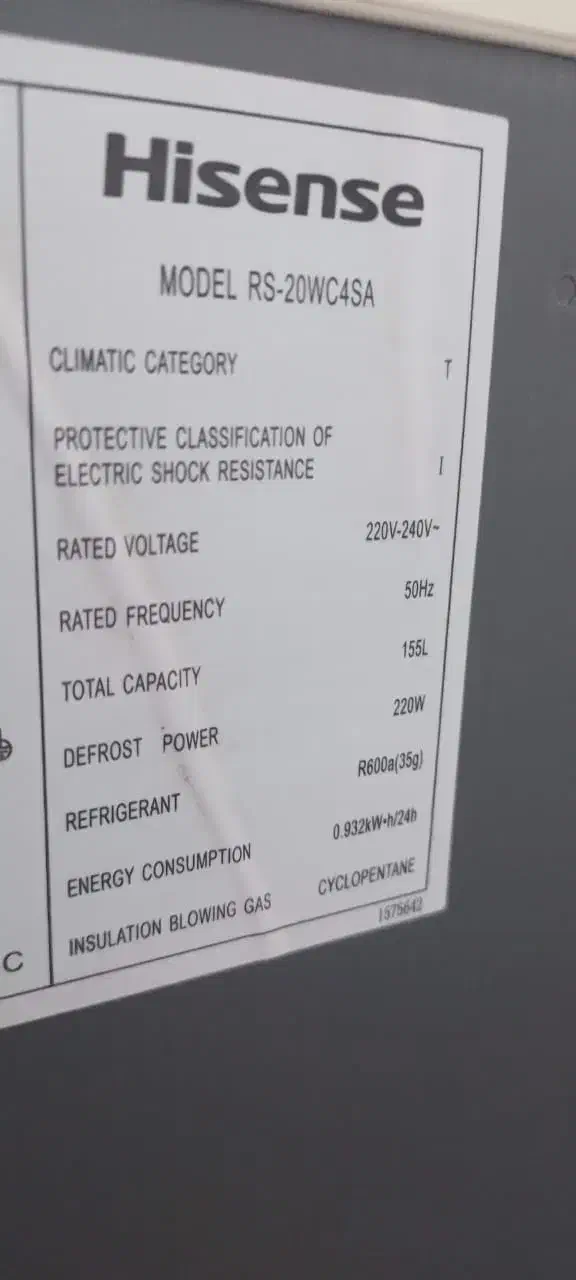 Hisense
MODEL RS-20WC4SA
CLIMATIC CATEGORY T
PROTECTIVE CLASSIFICATION OF
ELECTRIC SHOCK RESISTANCE I
RATED VOLTAGE 220V-240V~
RATED FREQUENCY 50Hz
TOTAL CAPACITY 155L
DEFROST POWER 220W
REFRIGERANT R600a(35g)
ENERGY CONSUMPTION 0.932kW•h/24h
INSULATION BLOWING GAS CYCLOPENTANE
1575642
C